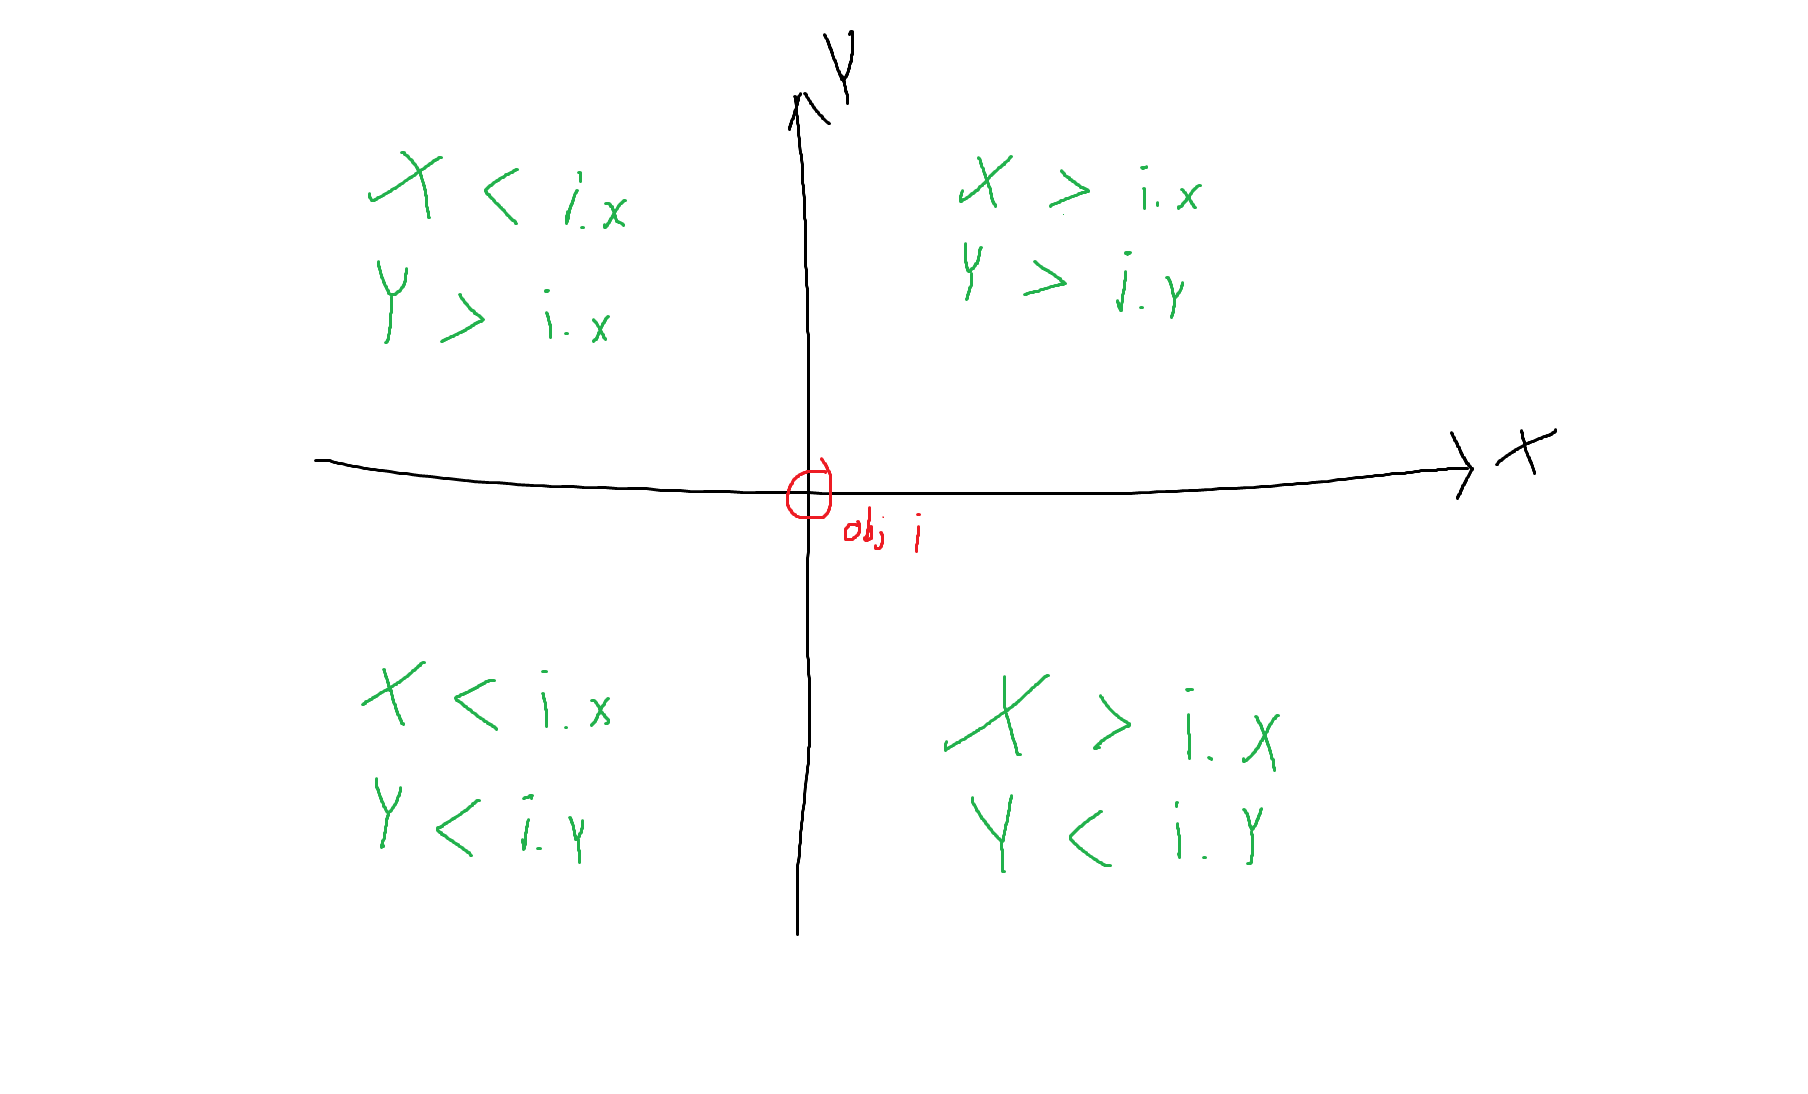 Y
X < i.x
Y > i.x
X > i.x
Y > i.y
X
obj i
X < i.x
Y < i.y
X > i.x
Y < i.y